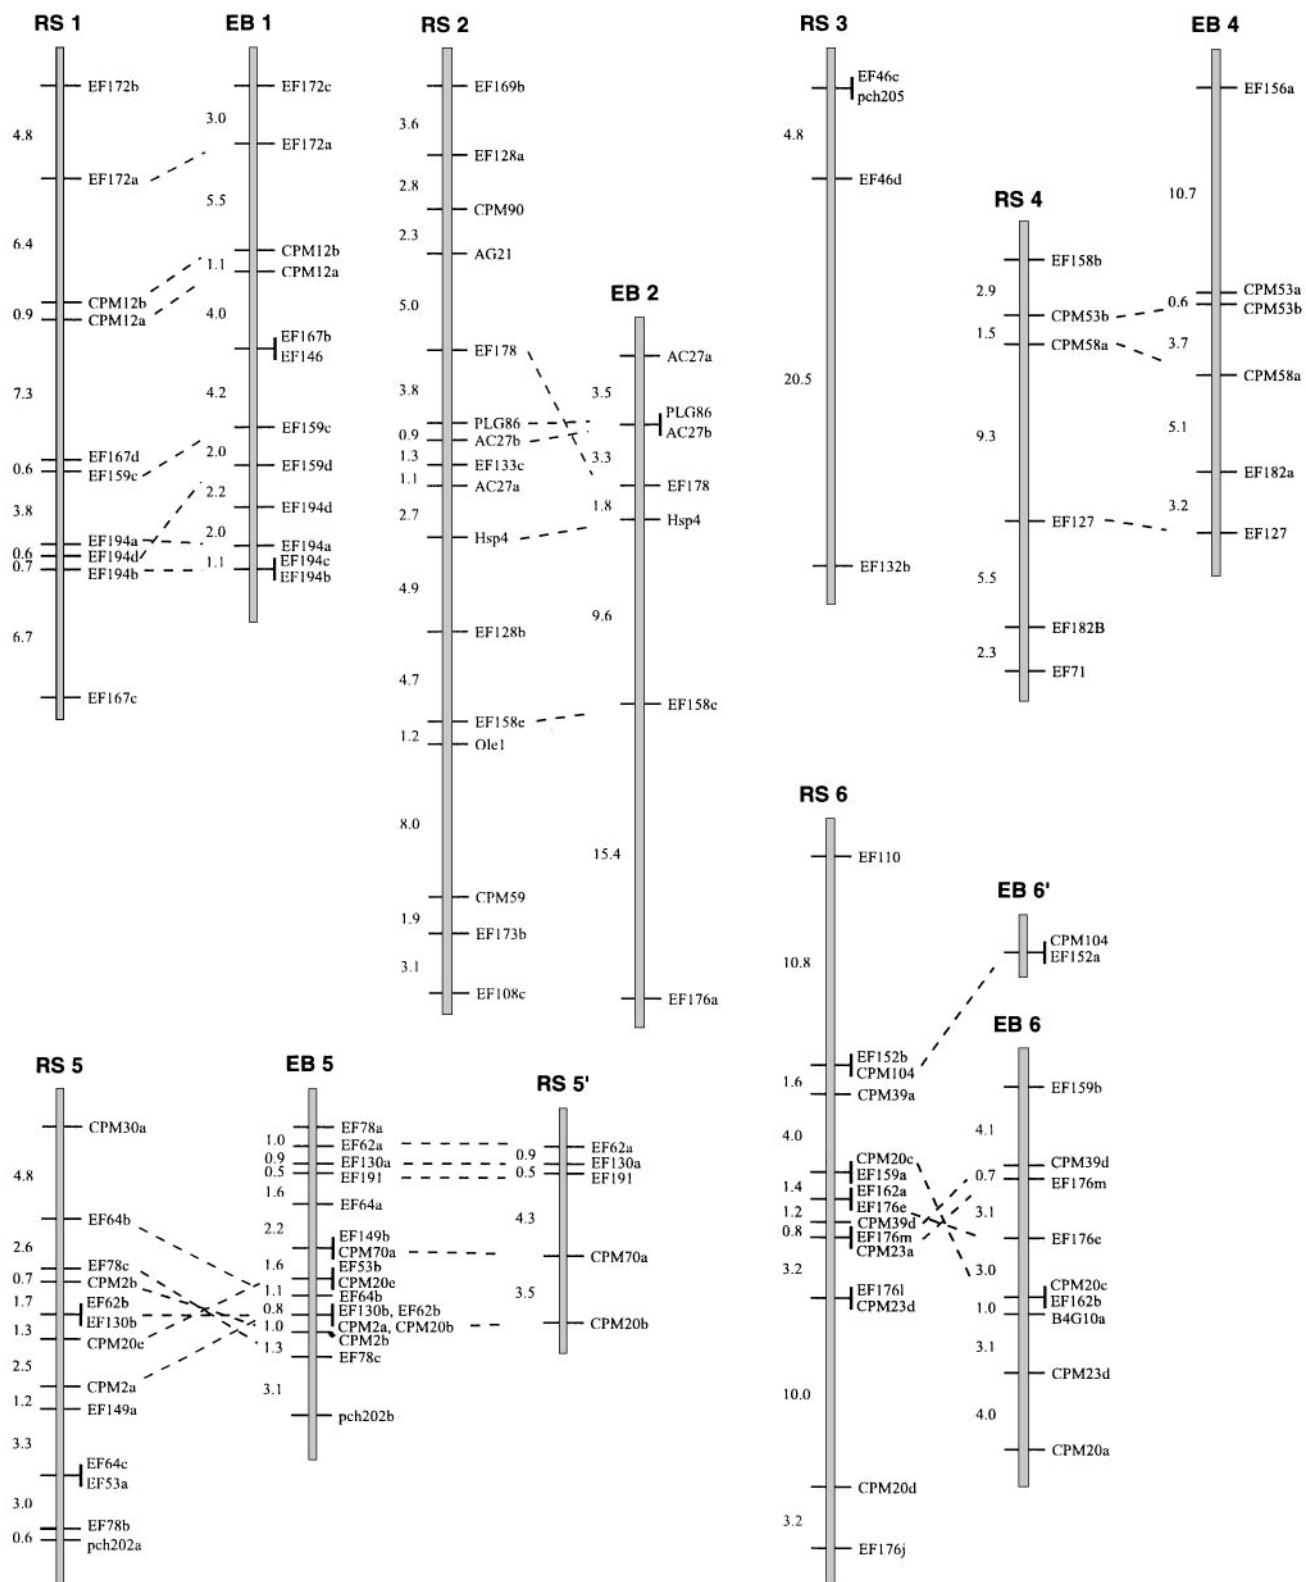 RS 1
EF172b
4.8
EF172a
6.4
CPM12b
0.9
CPM12a
7.3
EF167d
0.6
EF159c
3.8
EF194a
0.6
EF194d
0.7
EF194b
6.7
EF167c
EB 1
EF172c
3.0
EF172a
5.5
CPM12b
1.1
CPM12a
4.0
EF167b
EF146
4.2
EF159c
2.0
EF159d
2.2
EF194d
2.0
EF194a
1.1
EF194c
EF194b
RS 2
EF169b
3.6
EF128a
2.8
CPM90
2.3
AG21
5.0
EF178
3.8
PLG86
0.9
AC27b
1.3
EF133c
1.1
AC27a
2.7
Hsp4
4.9
EF128b
4.7
EF158e
1.2
Ole1
8.0
CPM59
1.9
EF173b
3.1
EF108c
EB 2
AC27a
3.5
PLG86
AC27b
3.3
EF178
1.8
Hsp4
9.6
EF158e
15.4
EF176a
RS 3
EF46c
pch205
4.8
EF46d
20.5
EF132b
RS 4
EF158b
2.9
CPM53b
1.5
CPM58a
9.3
EF127
5.5
EF182B
2.3
EF71
EB 4
EF156a
10.7
CPM53a
0.6
CPM53b
3.7
CPM58a
5.1
EF182a
3.2
EF127
RS 5
CPM30a
4.8
EF64b
2.6
EF78c
0.7
CPM2b
1.7
EF62b
EF130b
1.3
CPM20e
2.5
CPM2a
1.2
EF149a
3.3
EF64c
EF53a
3.0
EF78b
0.6
pch202a
EB 5
EF78a
1.0
EF62a
0.9
EF130a
0.5
EF191
1.6
EF64a
2.2
EF149b
CPM70a
1.6
EF53b
CPM20e
1.1
EF64b
0.8
EF130b, EF62b
CPM2a, CPM20b
1.0
CPM2b
1.3
EF78c
3.1
pch202b
RS 5'
EF62a
0.9
EF130a
0.5
EF191
4.3
CPM70a
3.5
CPM20b
RS 6
EF110
10.8
EF152b
CPM104
1.6
CPM39a
4.0
CPM20c
EF159a
1.4
EF162a
EF176e
1.2
CPM39d
0.8
EF176m
CPM23a
3.2
EF176l
CPM23d
10.0
CPM20d
3.2
EF176j
EB 6'
CPM104
EF152a
EB 6
EF159b
4.1
CPM39d
0.7
EF176m
3.1
EF176e
3.0
CPM20c
EF162b
1.0
B4G10a
3.1
CPM23d
4.0
CPM20a